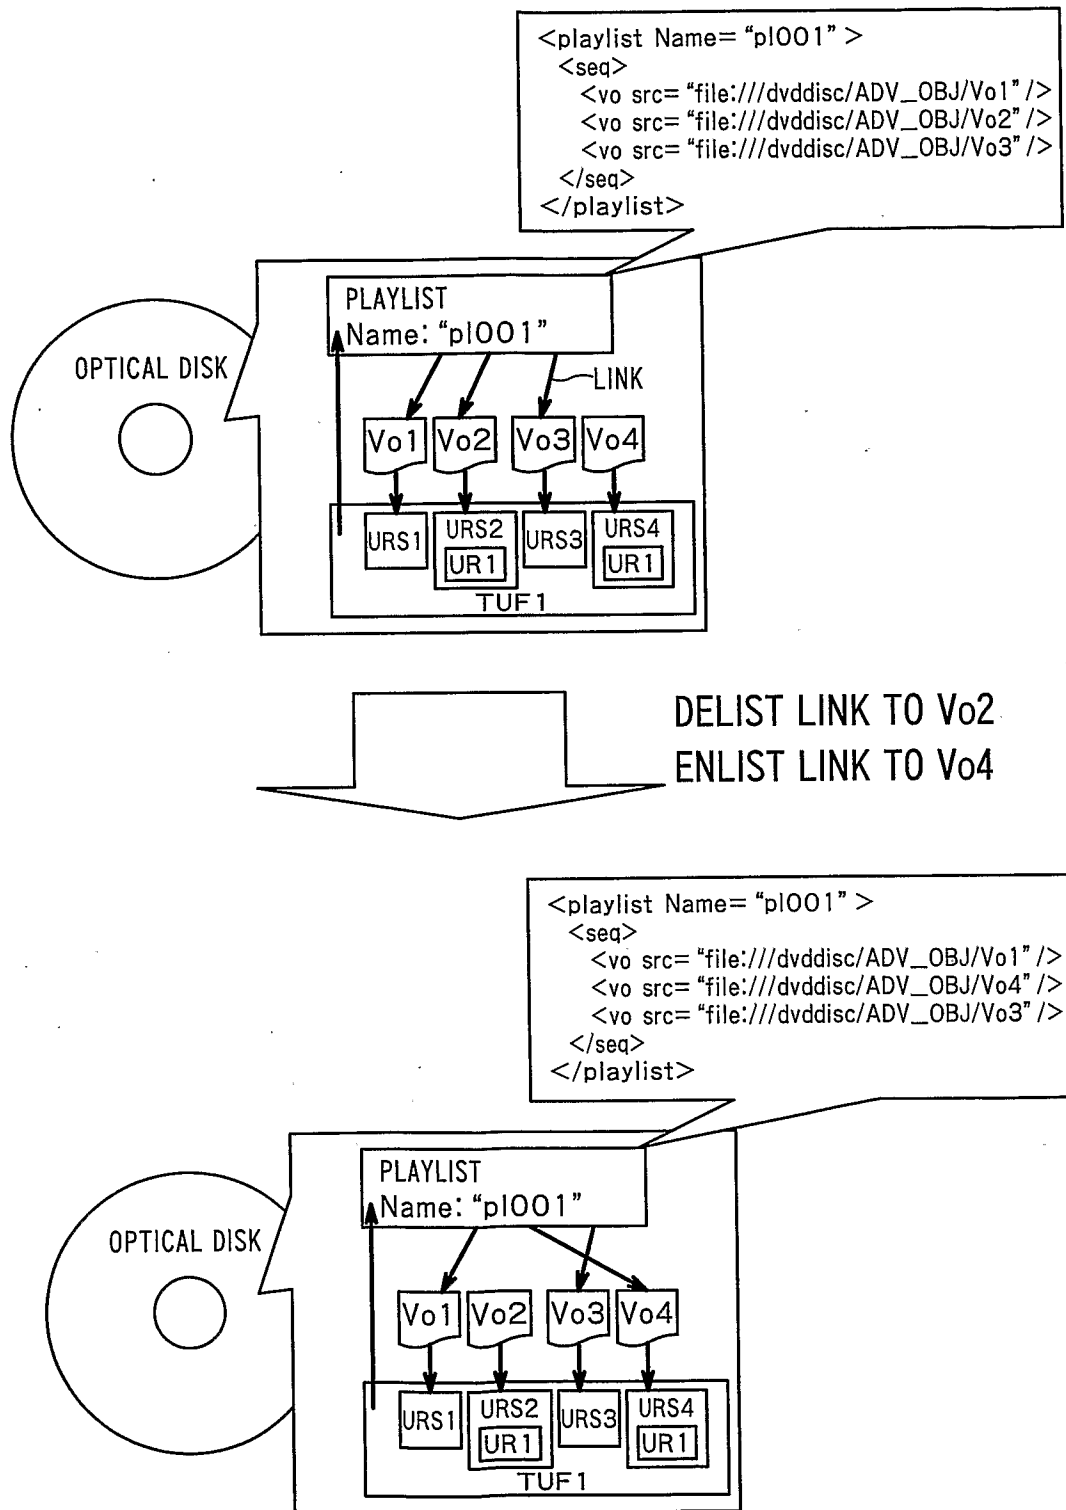 <playlist Name= “pl001” >
<seq>
<vo src= “file:///dvddisc/ADV_OBJ/Vo1” />
<vo src= “file:///dvddisc/ADV_OBJ/Vo2” />
<vo src= “file:///dvddisc/ADV_OBJ/Vo3” />
</seq>
</playlist>
PLAYLIST
Name: “pl001”
OPTICAL DISK
LINK
Vo1 Vo2 Vo3 Vo4
URS1 URS2 URS3 URS4
UR1 UR1
TUF1
DELIST LINK TO Vo2
ENLIST LINK TO Vo4
<playlist Name= “pl001” >
<seq>
<vo src= “file:///dvddisc/ADV_OBJ/Vo1” />
<vo src= “file:///dvddisc/ADV_OBJ/Vo4” />
<vo src= “file:///dvddisc/ADV_OBJ/Vo3” />
</seq>
</playlist>
PLAYLIST
Name: “pl001”
OPTICAL DISK
Vo1 Vo2 Vo3 Vo4
URS1 URS2 URS3 URS4
UR1 UR1
TUF1